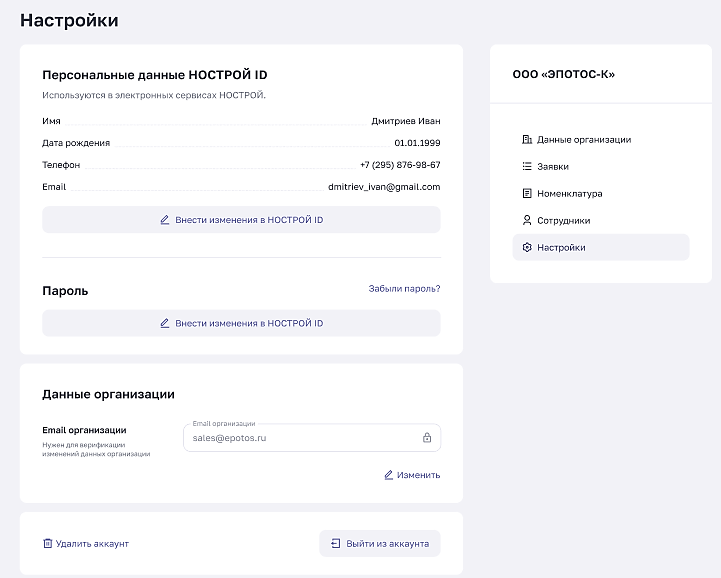 Настройки
Персональные данные НОСТРОЙ ID
Используются в электронных сервисах НОСТРОЙ.
Имя Дмитриев Иван
Дата рождения 01.01.1999
Телефон +7 (295) 876-98-67
Email dmitriev_ivan@gmail.com
Внести изменения в НОСТРОЙ ID
Пароль Забыли пароль?
Внести изменения в НОСТРОЙ ID
Данные организации
Email организации
Нужен для верификации
изменений данных организации
Email организации
sales@epotos.ru
Изменить
Удалить аккаунт
Выйти из аккаунта
ООО «ЭПОТОС-К»
Данные организации
Заявки
Номенклатура
Сотрудники
Настройки